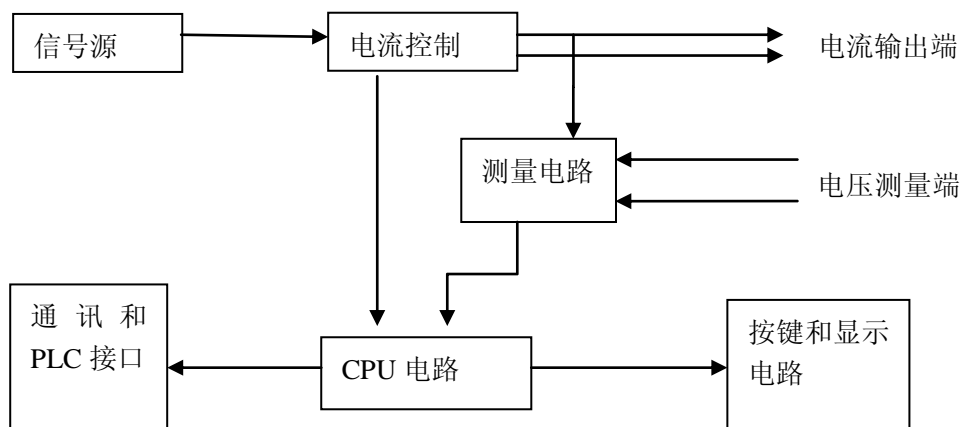 信号源
电流控制
电流输出端
测量电路
电压测量端
通讯和
PLC 接口
CPU 电路
按键和显示
电路